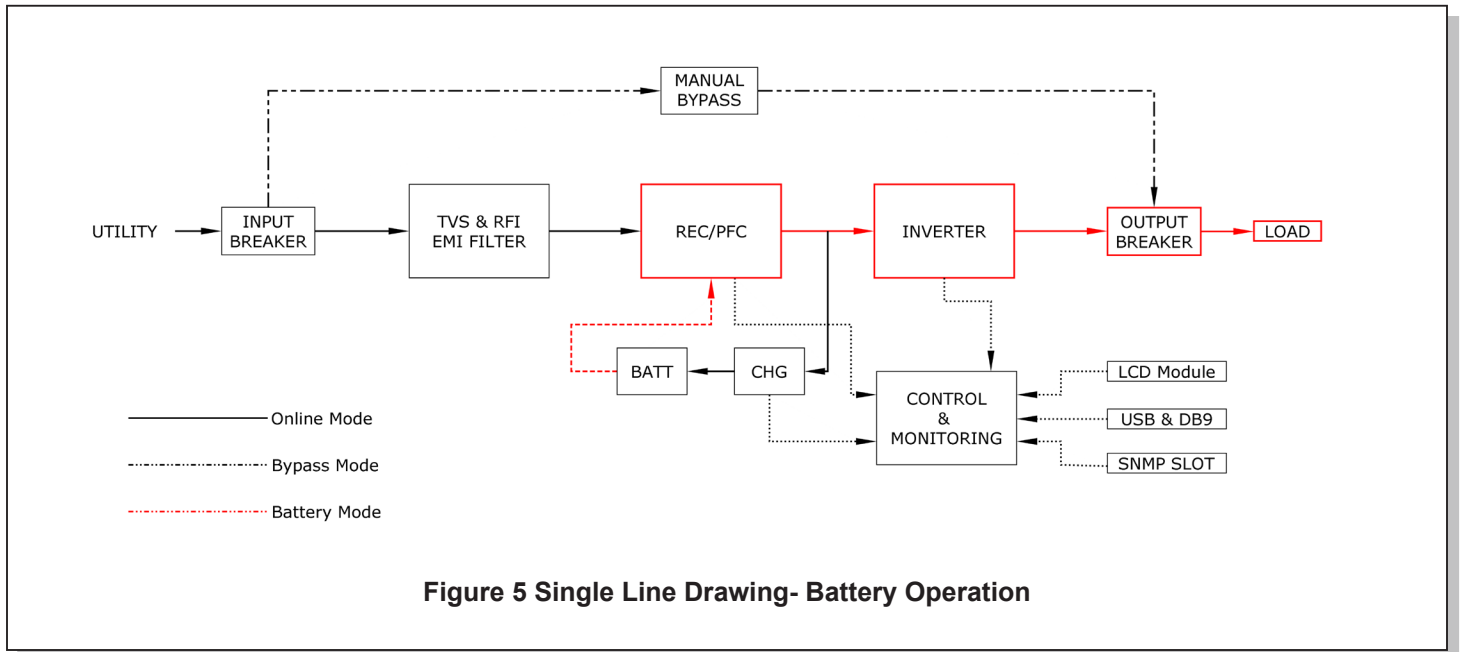 MANUAL
BYPASS
UTILITY
INPUT
BREAKER
TVS & RFI
EMI FILTER
REC/PFC
INVERTER
OUTPUT
BREAKER
LOAD
BATT
CHG
CONTROL
&
MONITORING
LCD Module
USB & DB9
SNMP SLOT
Online Mode
Bypass Mode
Battery Mode
Figure 5 Single Line Drawing- Battery Operation